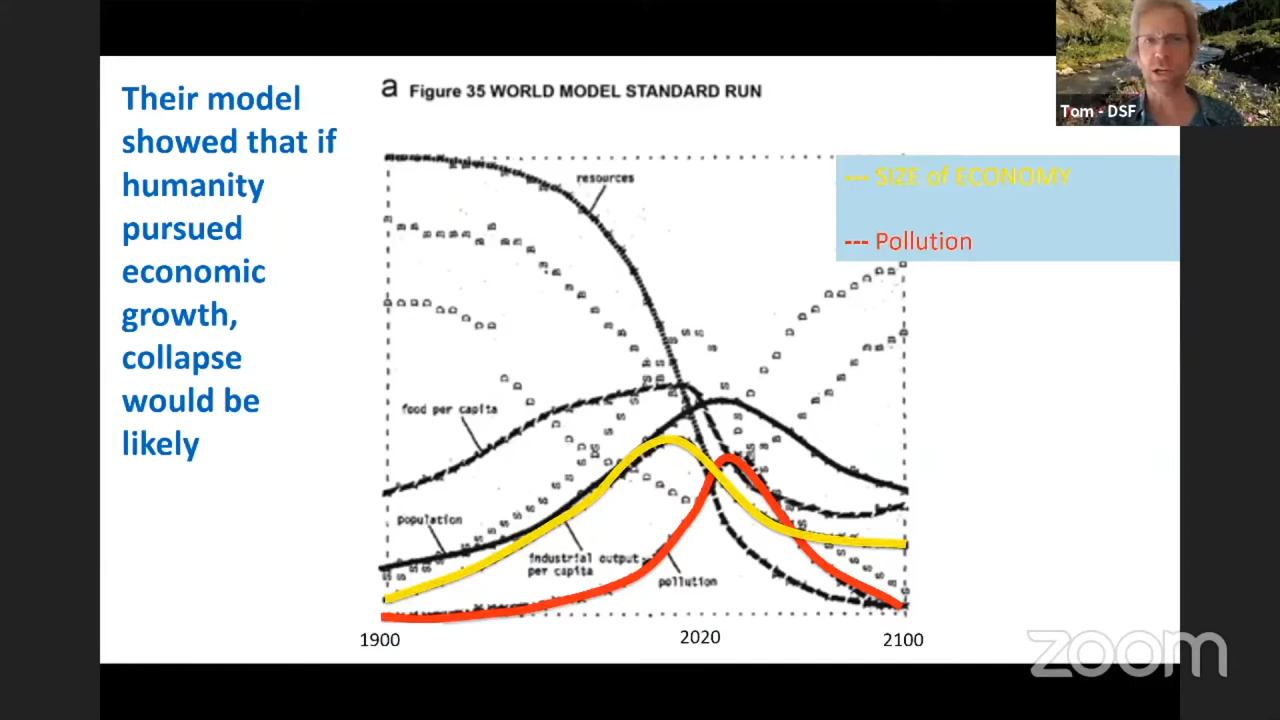 Their model
showed that if
humanity
pursued
economic
growth,
collapse
would be
likely
a Figure 35 WORLD MODEL STANDARD RUN
Tom - DSF
--- SIZE of ECONOMY
--- Pollution
resources
food per capita
population
industrial output
per capita
pollution
1900
2020
2100
zoom